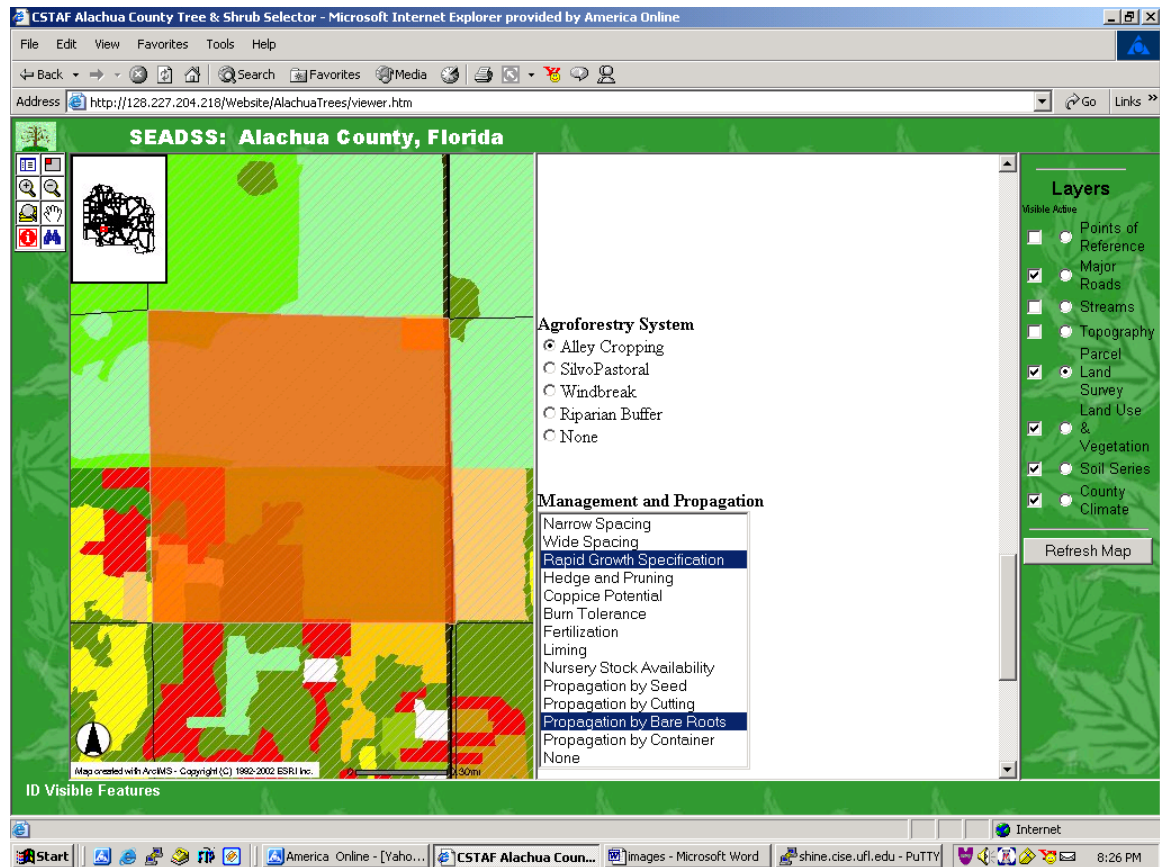 CSTAF Alachua County Tree & Shrub Selector - Microsoft Internet Explorer provided by America Online
File Edit View Favorites Tools Help
Back Search Favorites Media
Address http://128.227.204.218/Website/AlachuaTrees/viewer.htm Go Links »
SEADSS: Alachua County, Florida
Agroforestry System
Alley Cropping
SilvoPastoral
Windbreak
Riparian Buffer
None
Management and Propagation
Narrow Spacing
Wide Spacing
Rapid Growth Specification
Hedge and Pruning
Coppice Potential
Burn Tolerance
Fertilization
Liming
Nursery Stock Availability
Propagation by Seed
Propagation by Cutting
Propagation by Bare Roots
Propagation by Container
None
Layers
Visible Active
Points of
Reference
Major
Roads
Streams
Topography
Parcel
Land
Survey
Land Use
&
Vegetation
Soil Series
County
Climate
Refresh Map
Map created with ArcIMS - Copyright (C) 1992-2002 ESRI Inc.
0.30mi
ID Visible Features
Internet
Start America Online - [Yaho... CSTAF Alachua Coun... images - Microsoft Word shine.cise.ufl.edu - PuTTY 8:26 PM